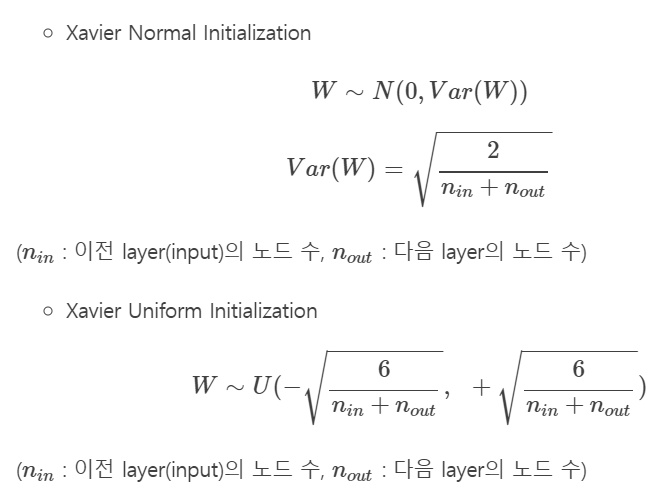 Xavier Normal Initialization
W ∼ N(0, Var(W))
Var(W) = √(2 / (n_in + n_out))
(n_in : 이전 layer(input)의 노드 수, n_out : 다음 layer의 노드 수)
Xavier Uniform Initialization
W ∼ U(−√(6 / (n_in + n_out)), +√(6 / (n_in + n_out)))
(n_in : 이전 layer(input)의 노드 수, n_out : 다음 layer의 노드 수)